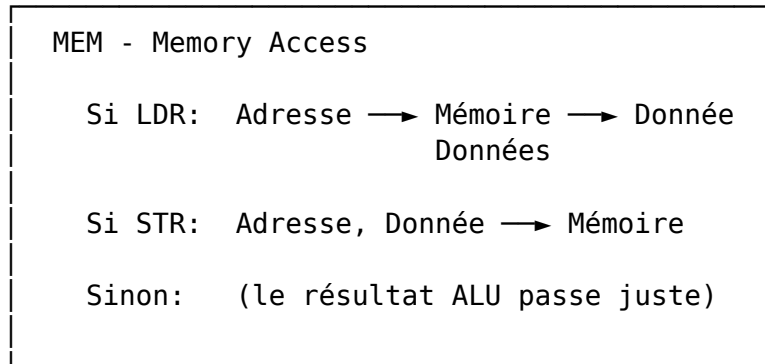 MEM - Memory Access
Si LDR: Adresse ⟶ Mémoire ⟶ Donnée
Données
Si STR: Adresse, Donnée ⟶ Mémoire
Sinon: (le résultat ALU passe juste)